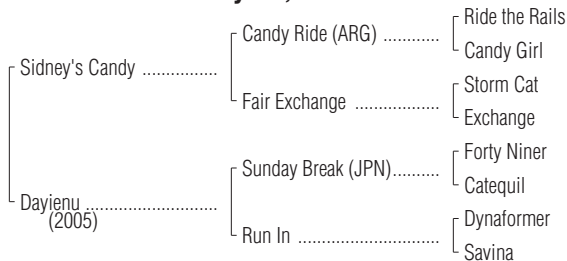 Ride the Rails
Candy Ride (ARG) ............
Candy Girl
Sidney's Candy ................
Storm Cat
Fair Exchange ..................
Exchange
Forty Niner
Sunday Break (JPN)..........
Catequil
Dayienu ............................
(2005)
Dynaformer
Run In ..............................
Savina